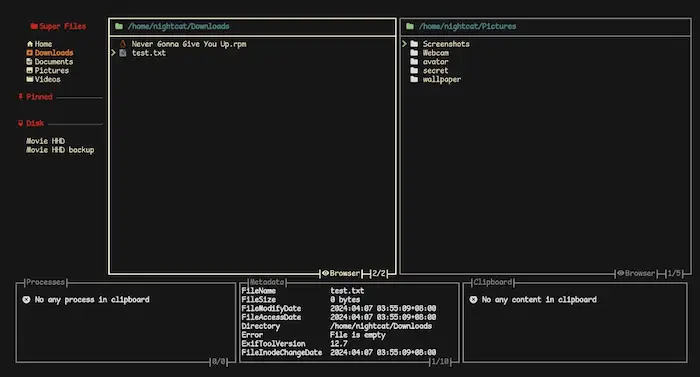 Super Files
Home
Downloads
Documents
Pictures
Videos
Pinned
Disk
Movie HHD
Movie HHD backup
/home/nightcat/Downloads
Never Gonna Give You Up.rpm
> test.txt
Browser 2/2
/home/nightcat/Pictures
> Screenshots
Webcam
avator
secret
wallpaper
Browser 1/5
Processes
No any process in clipboard
0/0
Metadata
FileName test.txt
FileSize 0 bytes
FileModifyDate 2024:04:07 03:55:09+08:00
FileAccessDate 2024:04:07 03:55:09+08:00
Directory /home/nightcat/Downloads
Error File is empty
ExifToolVersion 12.7
FileInodeChangeDate 2024:04:07 03:55:09+08:00
1/10
Clipboard
No any content in clipboard